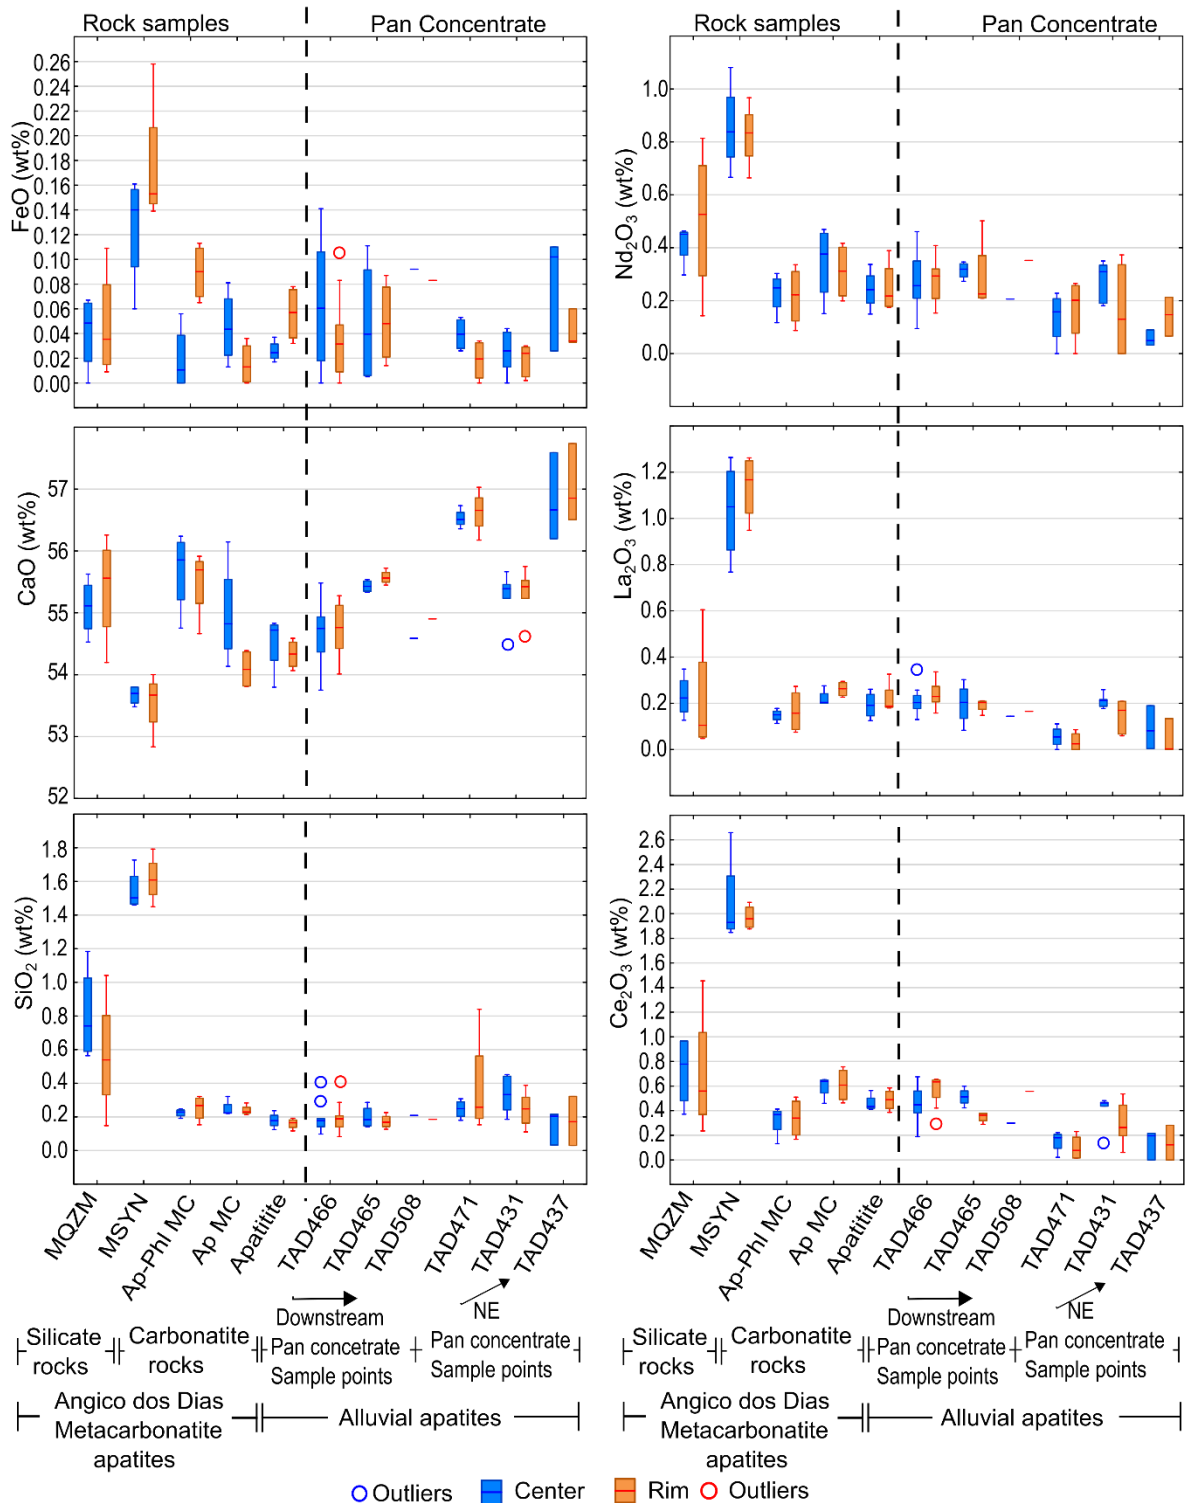 Rock samples
Pan Concentrate
Rock samples
Pan Concentrate
FeO (wt%)
0.26
0.24
0.22
0.20
0.18
0.16
0.14
0.12
0.10
0.08
0.06
0.04
0.02
0.00
Nd₂O₃ (wt%)
1.0
0.8
0.6
0.4
0.2
0.0
CaO (wt%)
57
56
55
54
53
52
La₂O₃ (wt%)
1.2
1.0
0.8
0.6
0.4
0.2
0.0
SiO₂ (wt%)
1.8
1.6
1.4
1.2
1.0
0.8
0.6
0.4
0.2
0.0
Ce₂O₃ (wt%)
2.6
2.4
2.2
2.0
1.8
1.6
1.4
1.2
1.0
0.8
0.6
0.4
0.2
0.0
MQZM
MSYN
Ap-Phl MC
Ap MC
Apatitite
TAD466
TAD465
TAD508
TAD471
TAD431
TAD437
MQZM
MSYN
Ap-Phl MC
Ap MC
Apatitite
TAD466
TAD465
TAD508
TAD471
TAD431
TAD437
Silicate
rocks
Carbonatite
rocks
Downstream
Pan concetrate
Sample points
NE
Pan concentrate
Sample points
Angico dos Dias
Metacarbonatite
apatites
Alluvial apatites
Silicate
rocks
Carbonatite
rocks
Downstream
Pan concentrate
Sample points
NE
Pan concentrate
Sample points
Angico dos Dias
Metacarbonatite
apatites
Alluvial apatites
Outliers
Center
Rim
Outliers